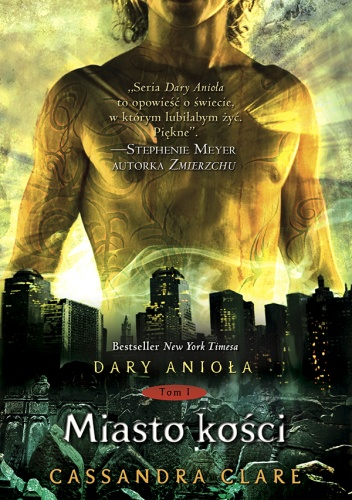 „Seria Dary Anioła
to opowieść o świecie,
w którym lubiłabym żyć.
Piękne”.
—Stephenie Meyer
autorka Zmierzchu
Bestseller New York Timesa
DARY ANIOŁA
Tom I
Miasto kości
CASSANDRA CLARE